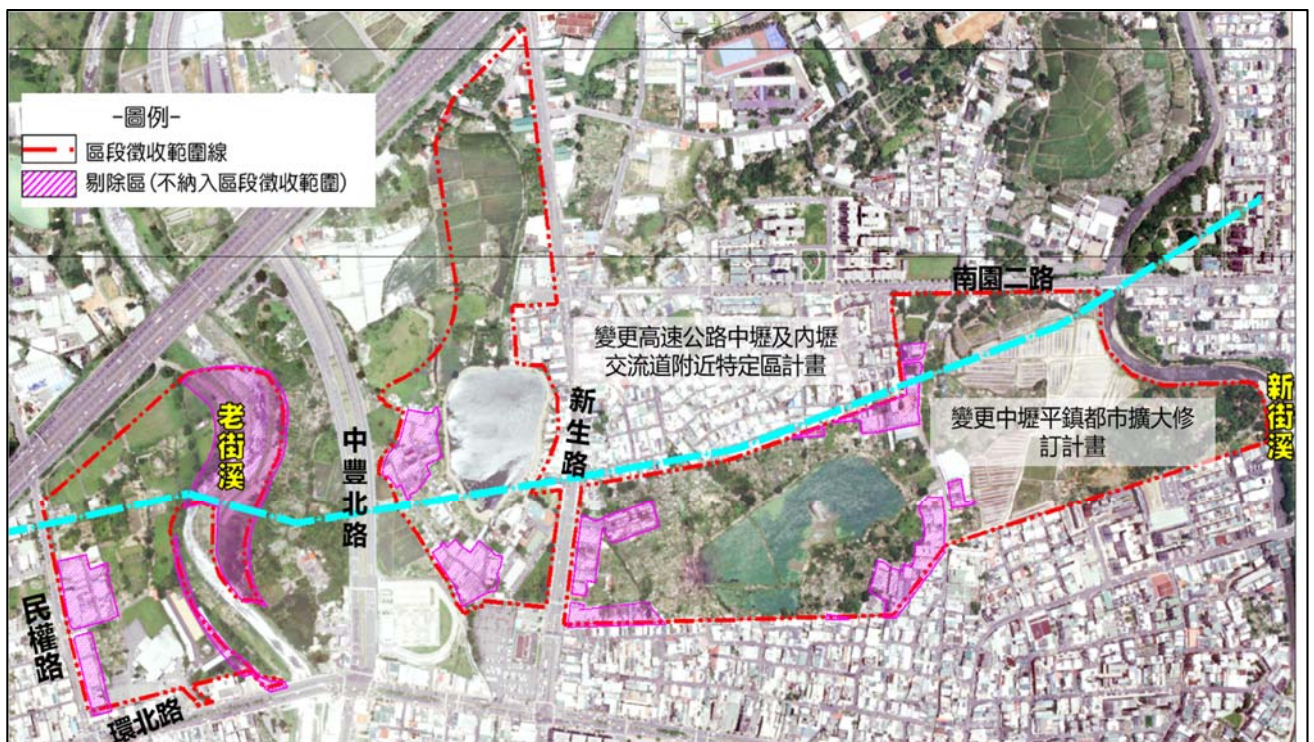 -圖例-
區段徵收範圍線
剔除區(不納入區段徵收範圍)
南園二路
變更高速公路中壢及內壢
交流道附近特定區計畫
新生路
老街溪
中豐北路
新街溪
變更中壢平鎮都市擴大修
訂計畫
民權路
環北路